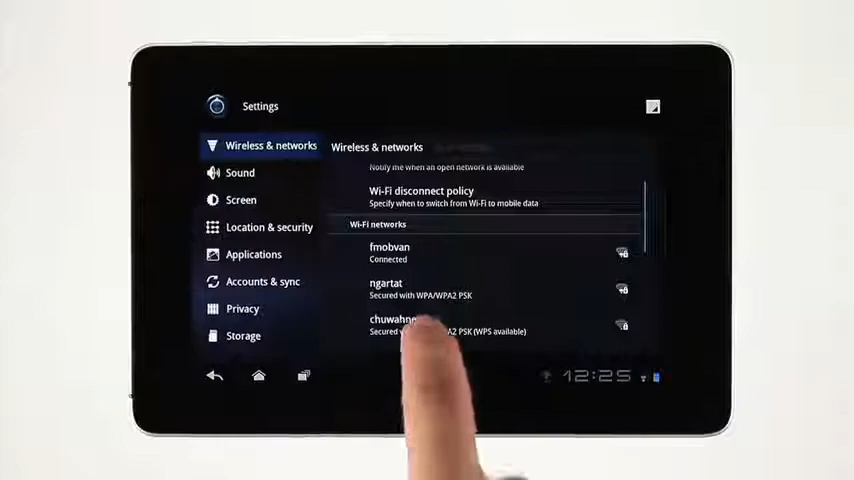 Settings
Wireless & networks
Sound
Screen
Location & security
Applications
Accounts & sync
Privacy
Storage
Wireless & networks
Notify me when an open network is available
Wi-Fi disconnect policy
Specify when to switch from Wi-Fi to mobile data
Wi-Fi networks
fmobvan
Connected
ngartat
Secured with WPA/WPA2 PSK
Secured PSK (WPS available)
12:25